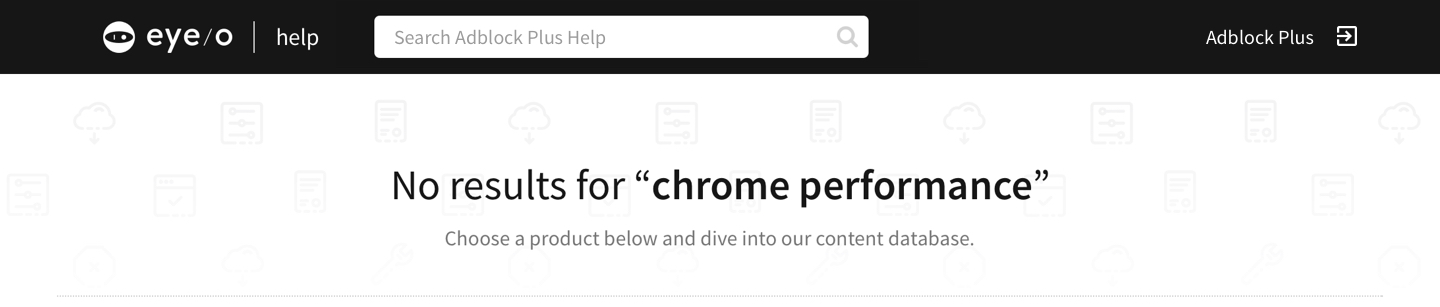 eye/o help Search Adblock Plus Help Adblock Plus
No results for “chrome performance”
Choose a product below and dive into our content database.